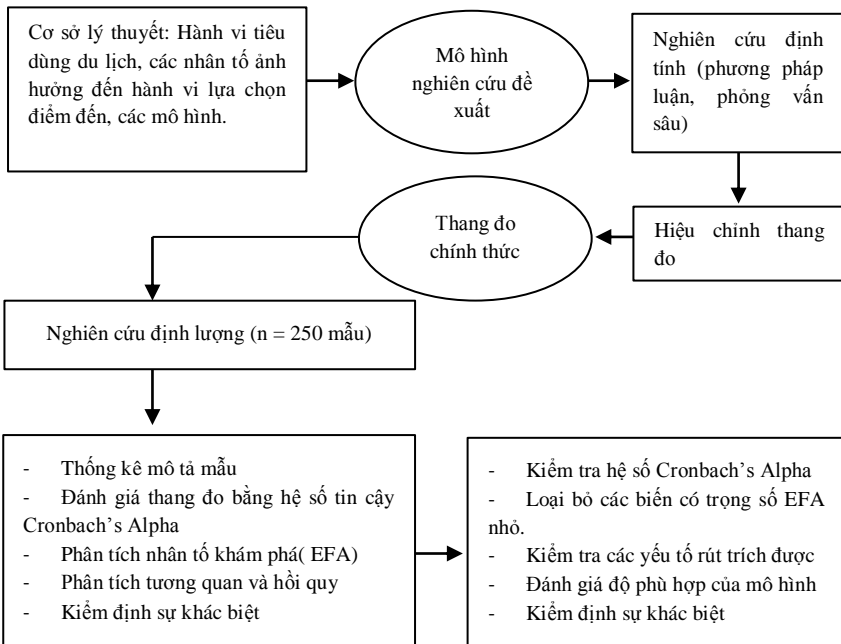 Cơ sở lý thuyết: Hành vi tiêu
dùng du lịch, các nhân tố ảnh
hưởng đến hành vi lựa chọn
điểm đến, các mô hình.
Mô hình
nghiên cứu đề
xuất
Nghiên cứu định
tính (phương pháp
luận, phỏng vấn
sâu)
Hiệu chỉnh thang
đo
Thang đo
chính thức
Nghiên cứu định lượng (n = 250 mẫu)
- Thống kê mô tả mẫu
- Đánh giá thang đo bằng hệ số tin cậy
Cronbach’s Alpha
- Phân tích nhân tố khám phá( EFA)
- Phân tích tương quan và hồi quy
- Kiểm định sự khác biệt
- Kiểm tra hệ số Cronbach’s Alpha
- Loại bỏ các biến có trọng số EFA
nhỏ.
- Kiểm tra các yếu tố rút trích được
- Đánh giá độ phù hợp của mô hình
- Kiểm định sự khác biệt